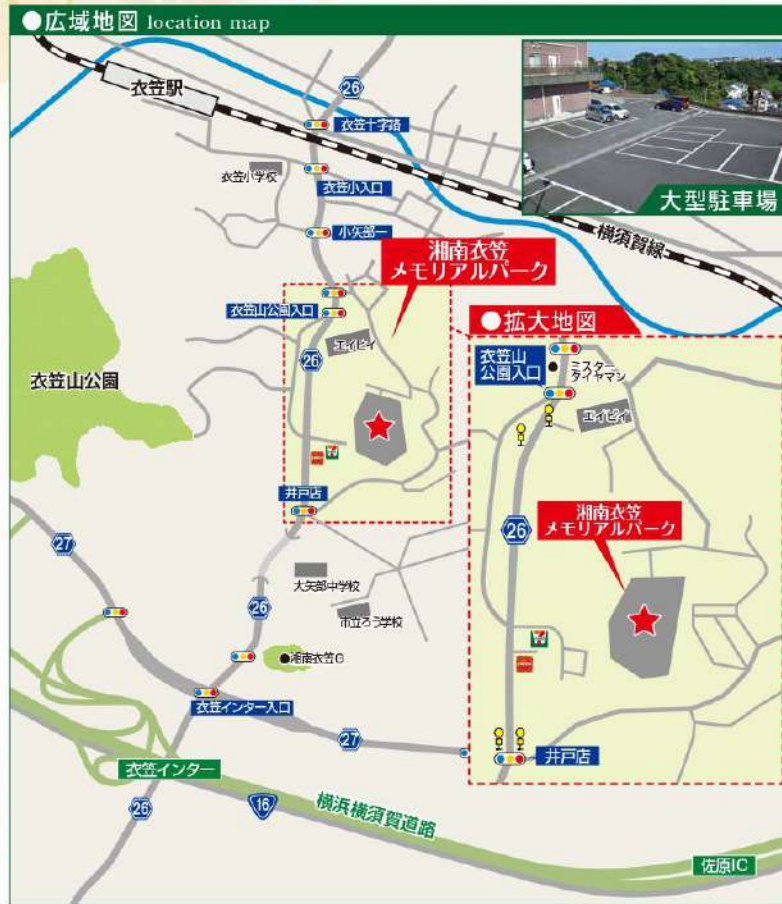 ●広域地図 location map
衣笠駅
26
衣笠十字路
衣笠小学校
衣笠小入口
大型駐車場
小矢部一
横須賀線
湘南衣笠
メモリアルパーク
衣笠山公園入口
エイビイ
26
衣笠山公園
井戸店
●拡大地図
衣笠山
公園入口
ミスター
タイヤマン
エイビイ
湘南衣笠
メモリアルパーク
26
井戸店
27
大矢部中学校
26
市立ろう学校
●湘南衣笠G
衣笠インター入口
27
衣笠インター
26
16
横浜横須賀道路
佐原IC